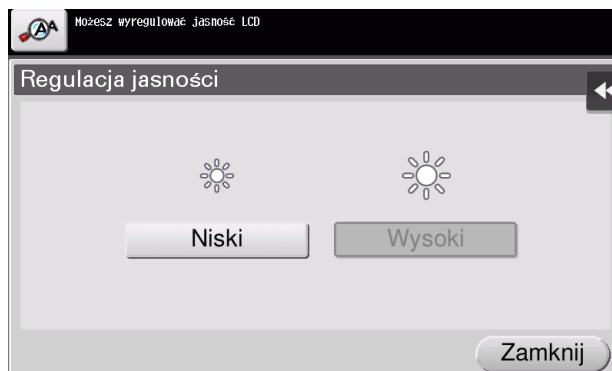 Możesz wyregulować jasność LCD
Regulacja jasności
Niski
Wysoki
Zamknij